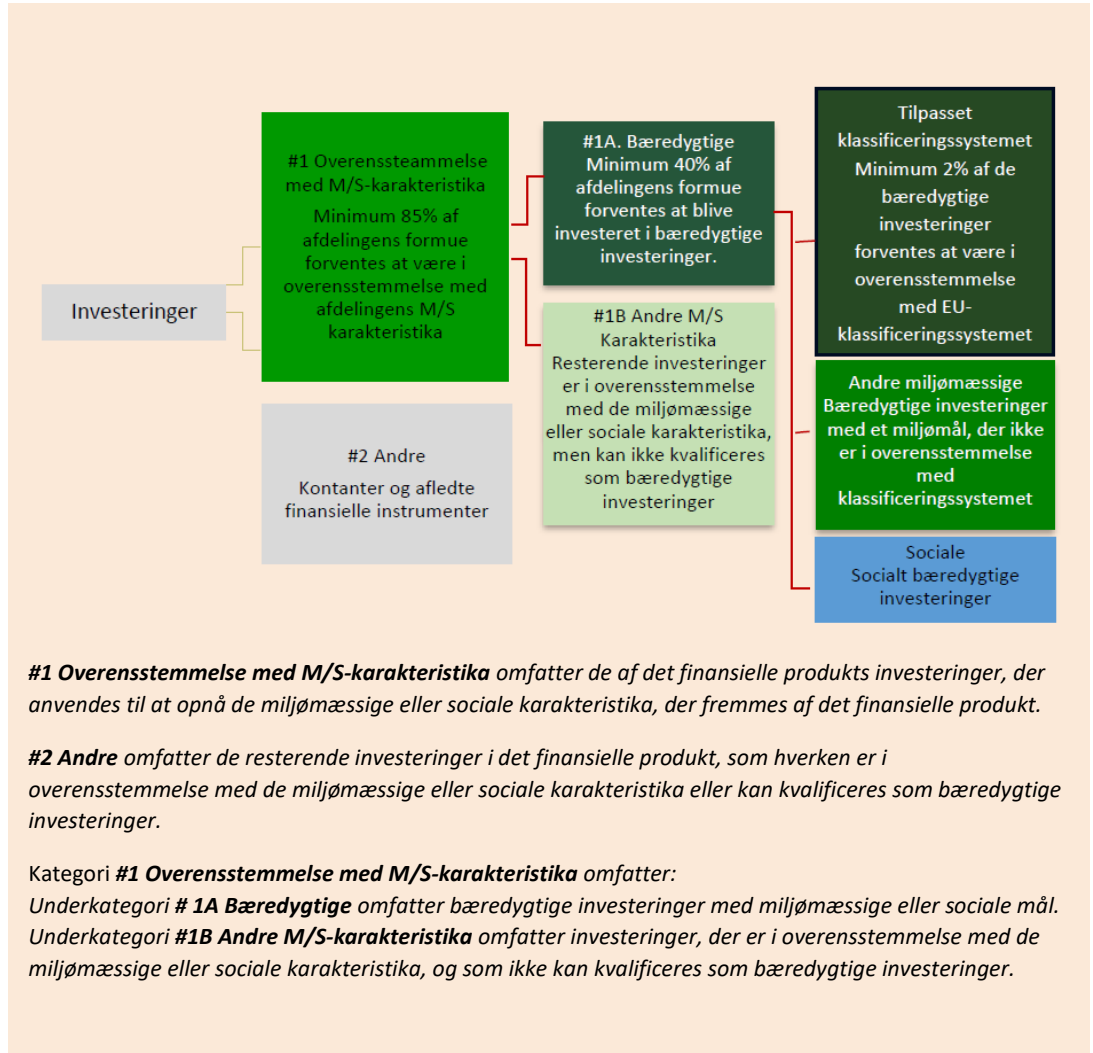 Investeringer
#1 Overenssteammelse
med M/S-karakteristika
Minimum 85% af
afdelingens formue
forventes at være i
overensstemmelse med
afdelingens M/S
karakteristika
#2 Andre
Kontanter og afledte
finansielle instrumenter
#1A. Bæredygtige
Minimum 40% af
afdelingens formue
forventes at blive
investeret i bæredygtige
investeringer.
#1B Andre M/S
Karakteristika
Resterende investeringer
er i overensstemmelse
med de miljømæssige
eller sociale karakteristika,
men kan ikke kvalificeres
som bæredygtige
investeringer
Tilpasset
klassificeringssystemet
Minimum 2% af de
bæredygtige
investeringer
forventes at være i
overensstemmelse
med EU-
klassificeringssystemet
Andre miljømæssige
Bæredygtige investeringer
med et miljømål, der ikke
er i overensstemmelse
med
klassificeringssystemet
Sociale
Socialt bæredygtige
investeringer
#1 Overensstemmelse med M/S-karakteristika omfatter de af det finansielle produkts investeringer, der
anvendes til at opnå de miljømæssige eller sociale karakteristika, der fremmes af det finansielle produkt.
#2 Andre omfatter de resterende investeringer i det finansielle produkt, som hverken er i
overensstemmelse med de miljømæssige eller sociale karakteristika eller kan kvalificeres som bæredygtige
investeringer.
Kategori #1 Overensstemmelse med M/S-karakteristika omfatter:
Underkategori # 1A Bæredygtige omfatter bæredygtige investeringer med miljømæssige eller sociale mål.
Underkategori #1B Andre M/S-karakteristika omfatter investeringer, der er i overensstemmelse med de
miljømæssige eller sociale karakteristika, og som ikke kan kvalificeres som bæredygtige investeringer.